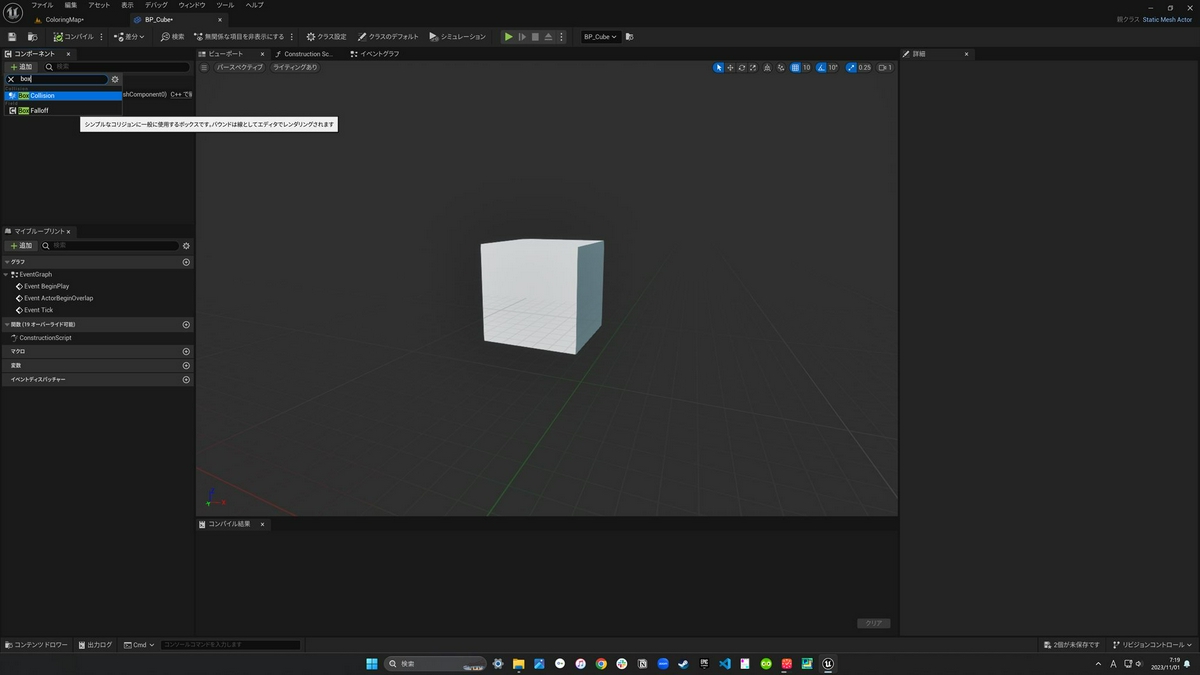 ファイル 編集 アセット 表示 デバッグ ウィンドウ ツール ヘルプ
ColoringMap* BP_Cube*
親クラス Static Mesh Actor
コンパイル 差分 検索 無関係な項目を非表示にする クラス設定 クラスのデフォルト シミュレーション BP_Cube
コンポーネント ビューポート Construction Sc... イベントグラフ 詳細
追加 検索
box
パースペクティブ ライティングあり 10 10° 0.25 1
Collision
Box Collision
shComponent0) C++ で編
Field
Box Falloff
シンプルなコリジョンに一般に使用するボックスです。バウンドは線としてエディタでレンダリングされます
マイブループリント
追加 検索
グラフ
EventGraph
Event BeginPlay
Event ActorBeginOverlap
Event Tick
関数 (19 オーバーライド可能)
ConstructionScript
マクロ
変数
イベントディスパッチャー
コンパイル結果
クリア
コンテンツドロワー 出力ログ Cmd コンソールコマンドを入力します
2個が未保存です リビジョンコントロール
検索
A
7:19
2023/11/01